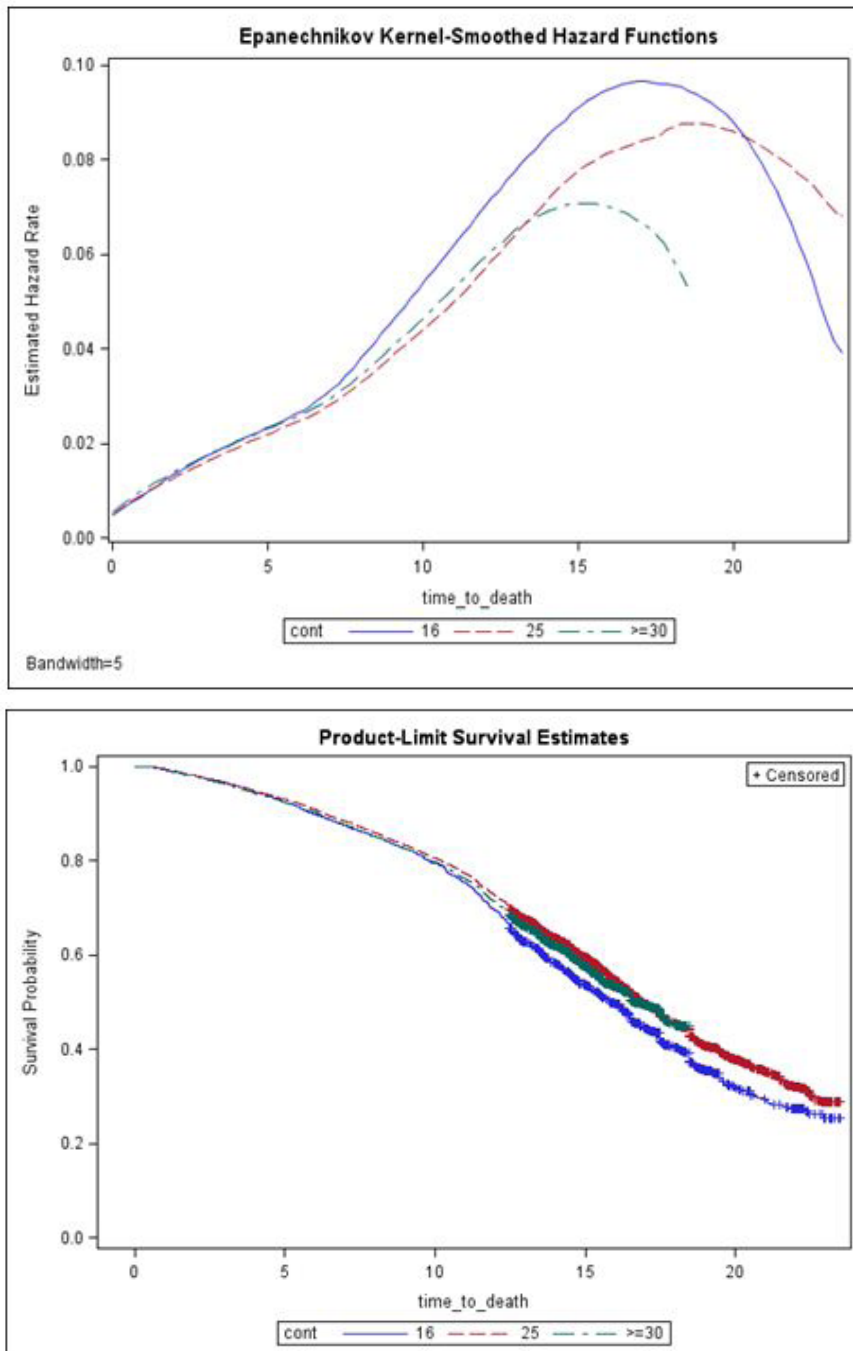 Epanechnikov Kernel-Smoothed Hazard Functions
0.10
0.08
0.06
0.04
0.02
0.00
Estimated Hazard Rate
0 5 10 15 20
time_to_death
cont 16 25 >=30
Bandwidth=5
Product-Limit Survival Estimates
+ Censored
1.0
0.8
0.6
0.4
0.2
0.0
Survival Probability
0 5 10 15 20
time_to_death
cont 16 25 >=30